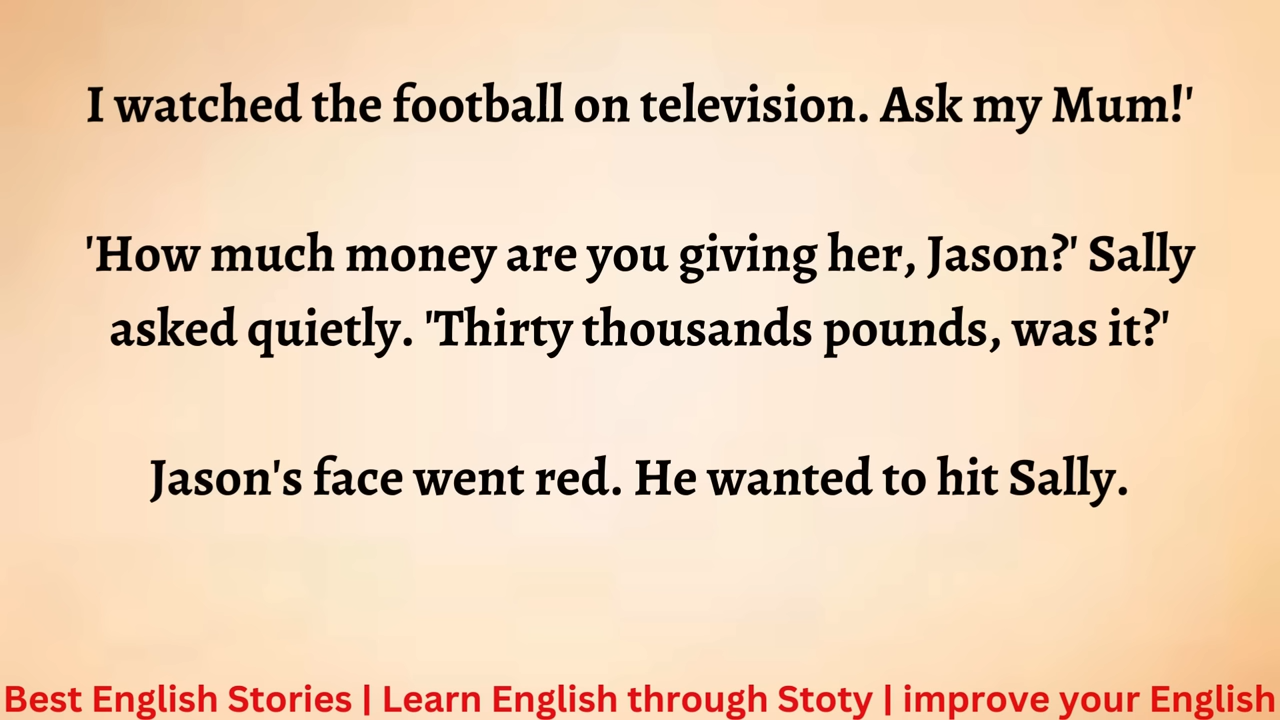 I watched the football on television. Ask my Mum!'
'How much money are you giving her, Jason?' Sally
asked quietly. 'Thirty thousands pounds, was it?'
Jason's face went red. He wanted to hit Sally.
Best English Stories | Learn English through Stoty | improve your English